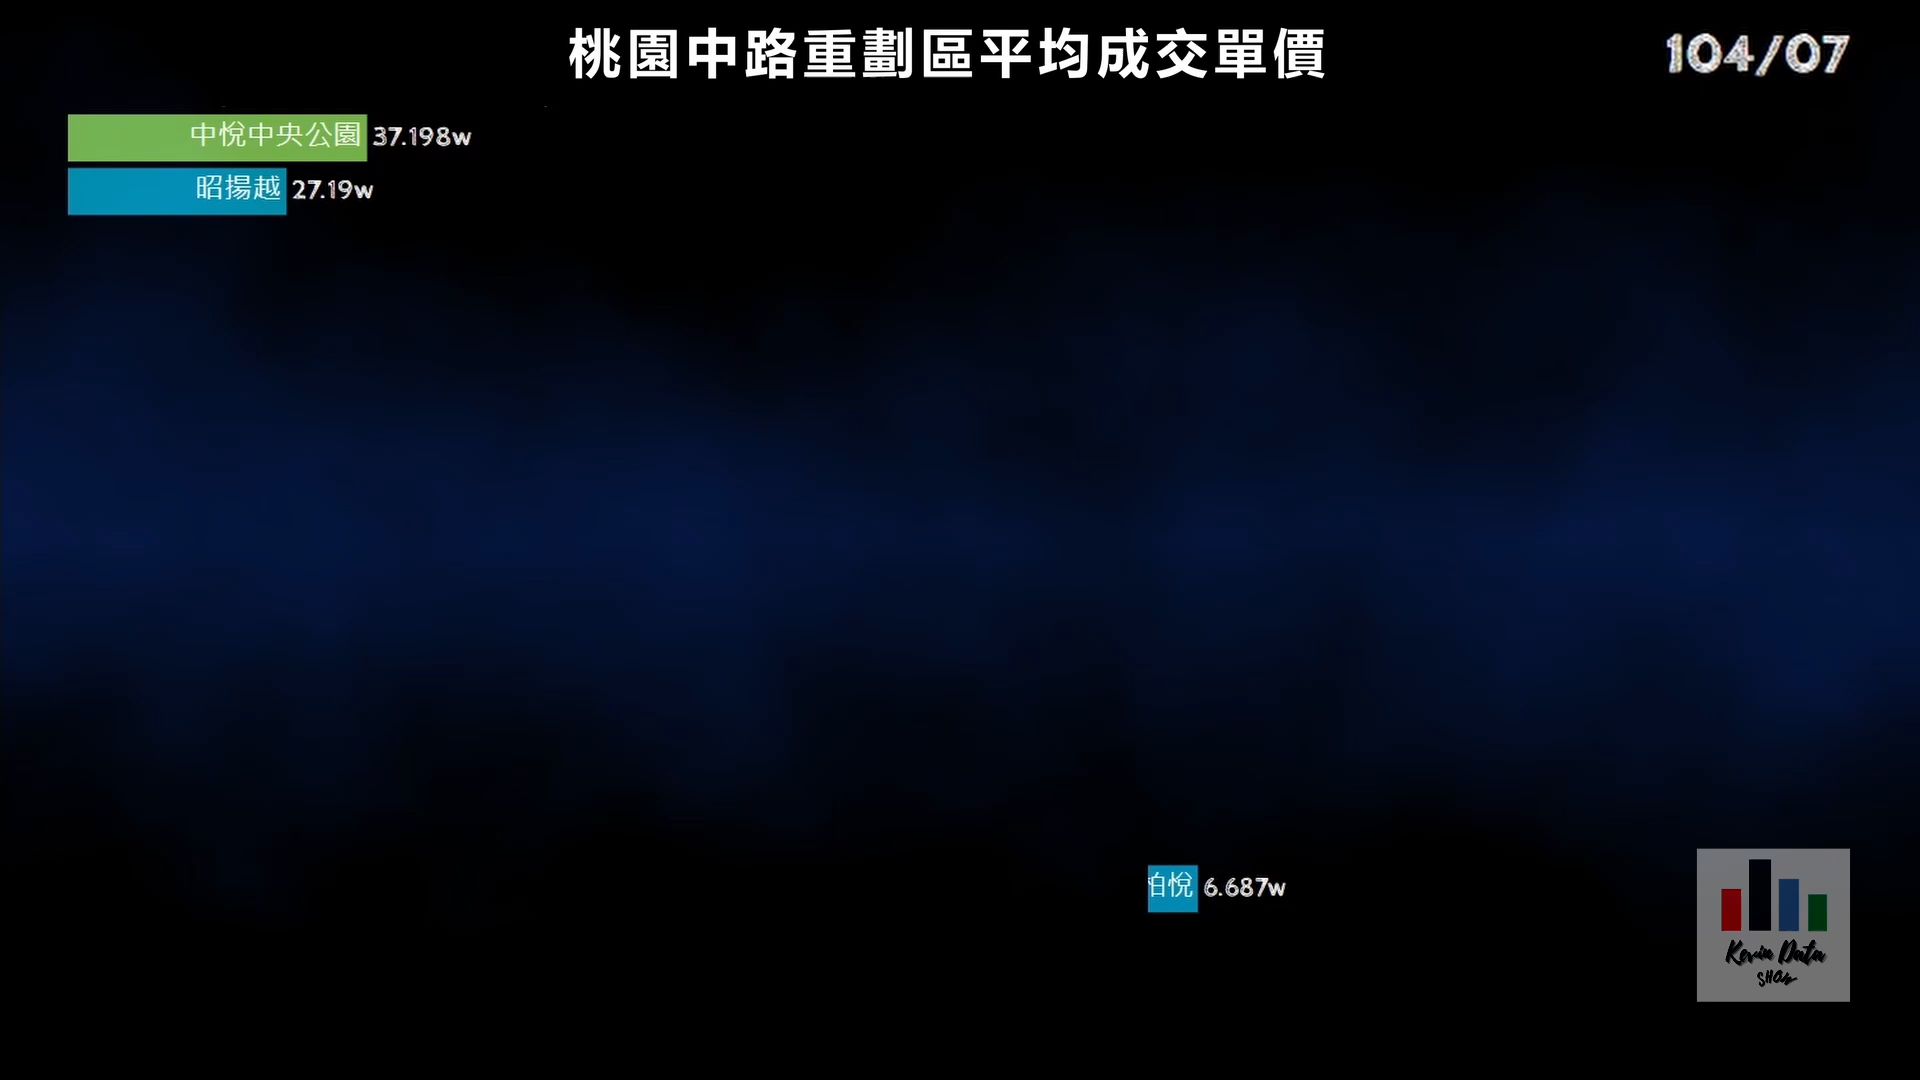 桃園中路重劃區平均成交單價
104/07
中悅中央公園 37.198w
昭揚越 27.19w
悅 6.687w
Kevin Data
SHOW